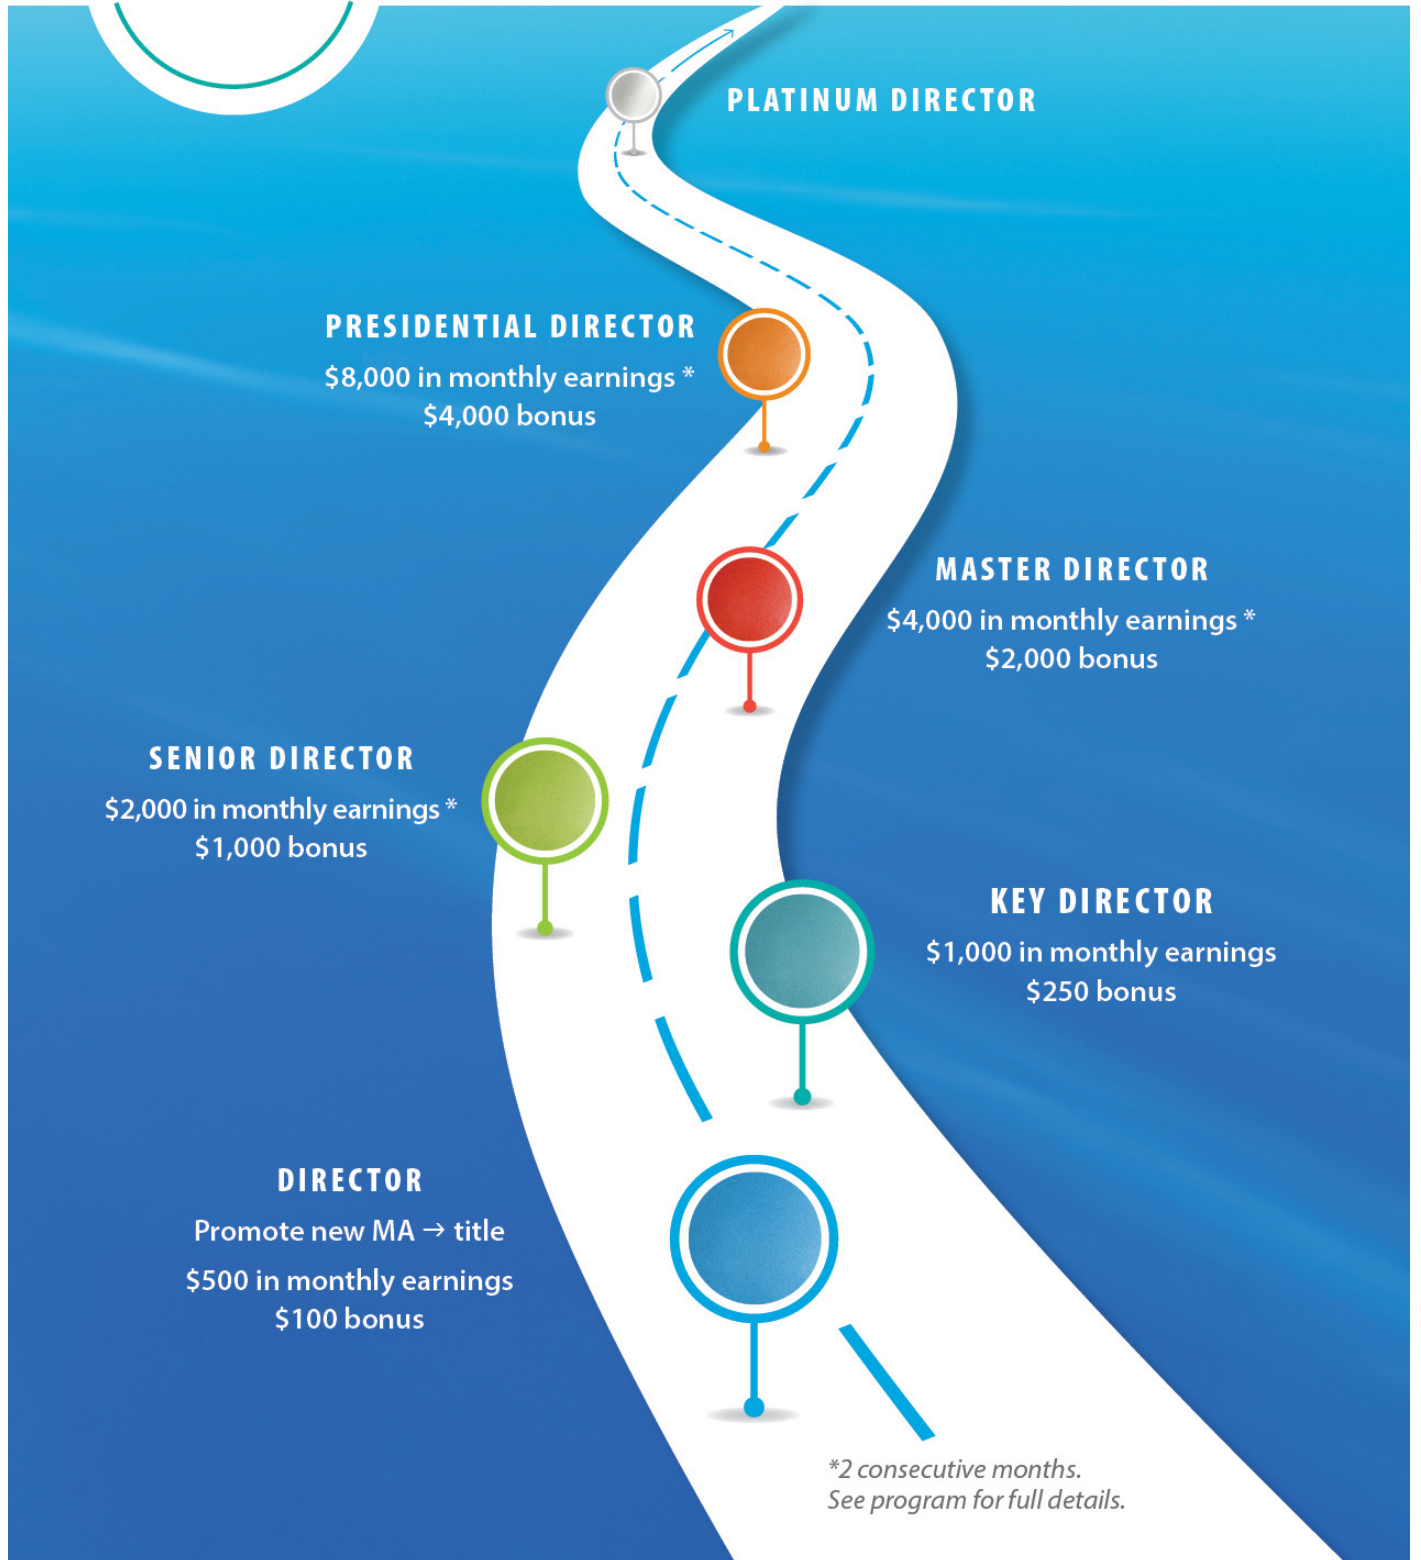 PLATINUM DIRECTOR
PRESIDENTIAL DIRECTOR
$8,000 in monthly earnings *
$4,000 bonus
MASTER DIRECTOR
$4,000 in monthly earnings *
$2,000 bonus
SENIOR DIRECTOR
$2,000 in monthly earnings *
$1,000 bonus
KEY DIRECTOR
$1,000 in monthly earnings
$250 bonus
DIRECTOR
Promote new MA → title
$500 in monthly earnings
$100 bonus
*2 consecutive months.
See program for full details.